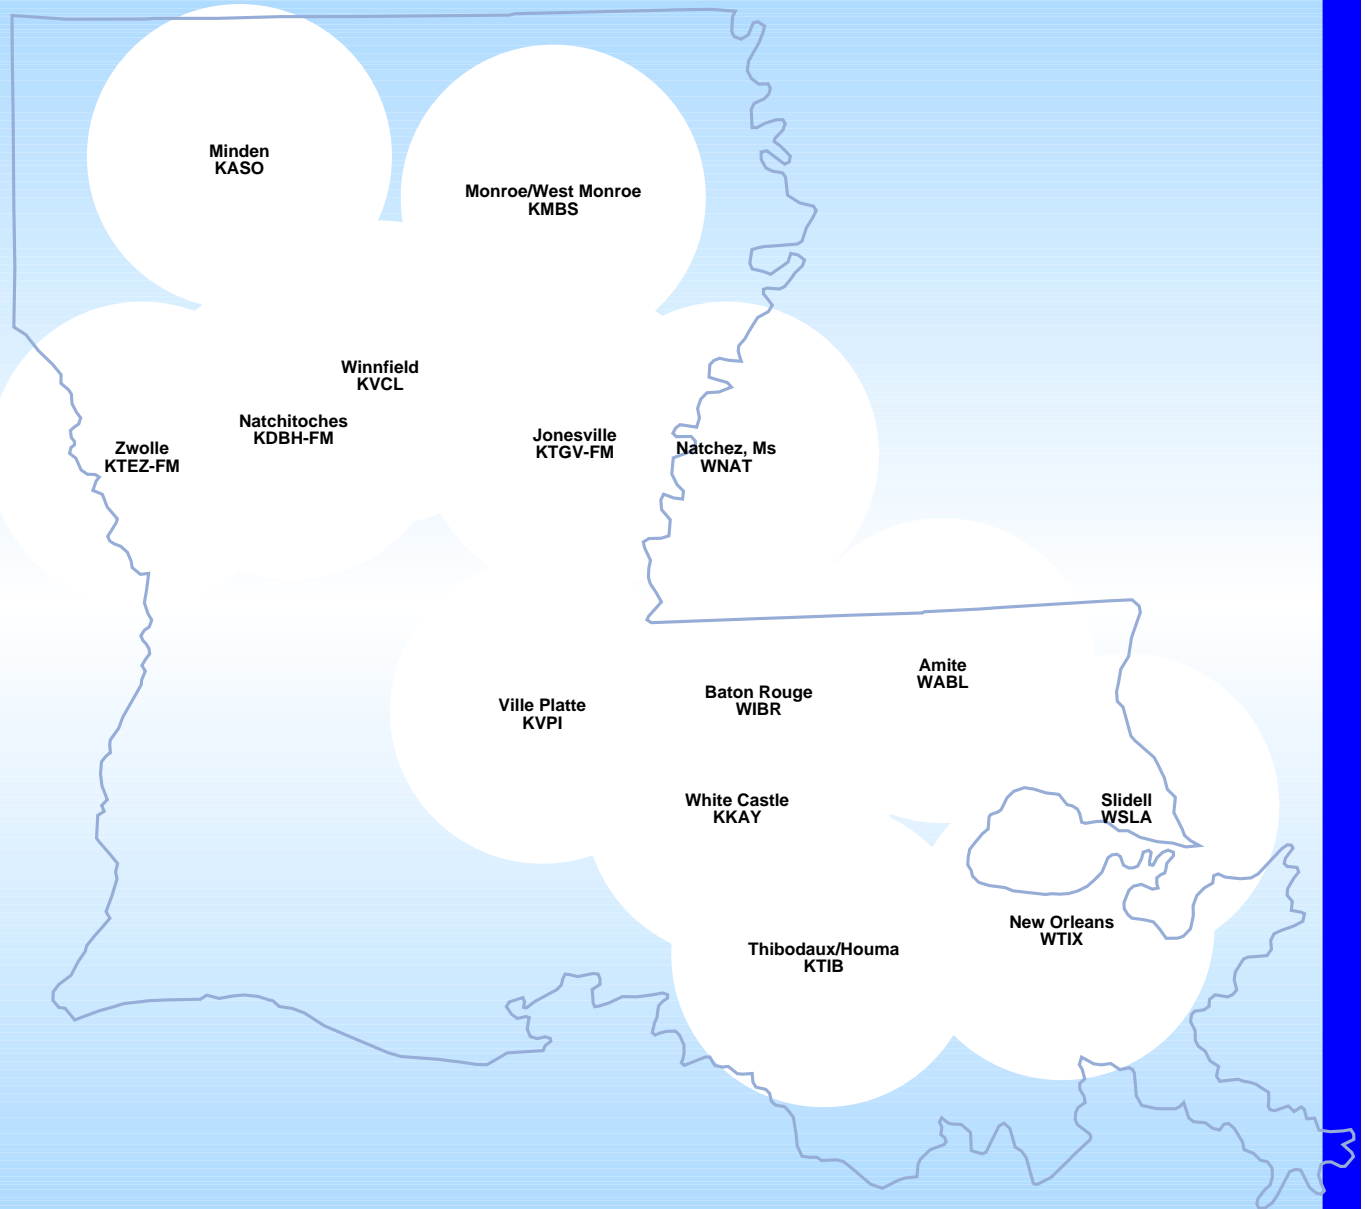 Minden
KASO
Monroe/West Monroe
KMBS
Winnfield
KVCL
Natchitoches
KDBH-FM
Zwolle
KTEZ-FM
Jonesville
KTGV-FM
Natchez, Ms
WNAT
Amite
WABL
Baton Rouge
WIBR
Ville Platte
KVPI
White Castle
KKAY
Slidell
WSLA
New Orleans
WTIX
Thibodaux/Houma
KTIB